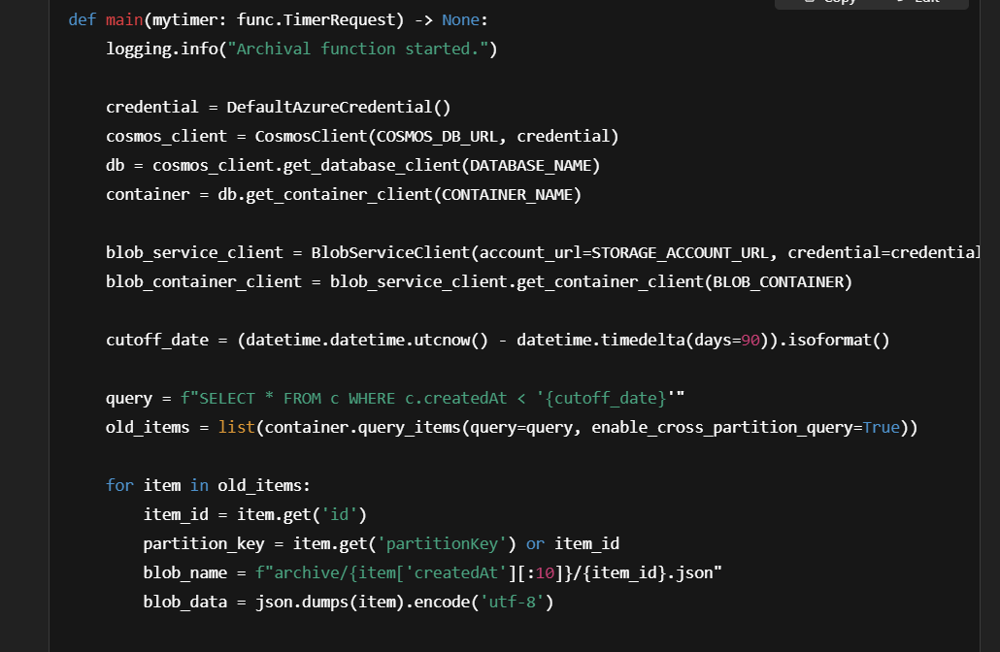 Copy Edit
def main(mytimer: func.TimerRequest) -> None:
    logging.info("Archival function started.")

    credential = DefaultAzureCredential()
    cosmos_client = CosmosClient(COSMOS_DB_URL, credential)
    db = cosmos_client.get_database_client(DATABASE_NAME)
    container = db.get_container_client(CONTAINER_NAME)

    blob_service_client = BlobServiceClient(account_url=STORAGE_ACCOUNT_URL, credential=credential
    blob_container_client = blob_service_client.get_container_client(BLOB_CONTAINER)

    cutoff_date = (datetime.datetime.utcnow() - datetime.timedelta(days=90)).isoformat()

    query = f"SELECT * FROM c WHERE c.createdAt < '{cutoff_date}'"
    old_items = list(container.query_items(query=query, enable_cross_partition_query=True))

    for item in old_items:
        item_id = item.get('id')
        partition_key = item.get('partitionKey') or item_id
        blob_name = f"archive/{item['createdAt'][:10]}/{item_id}.json"
        blob_data = json.dumps(item).encode('utf-8')